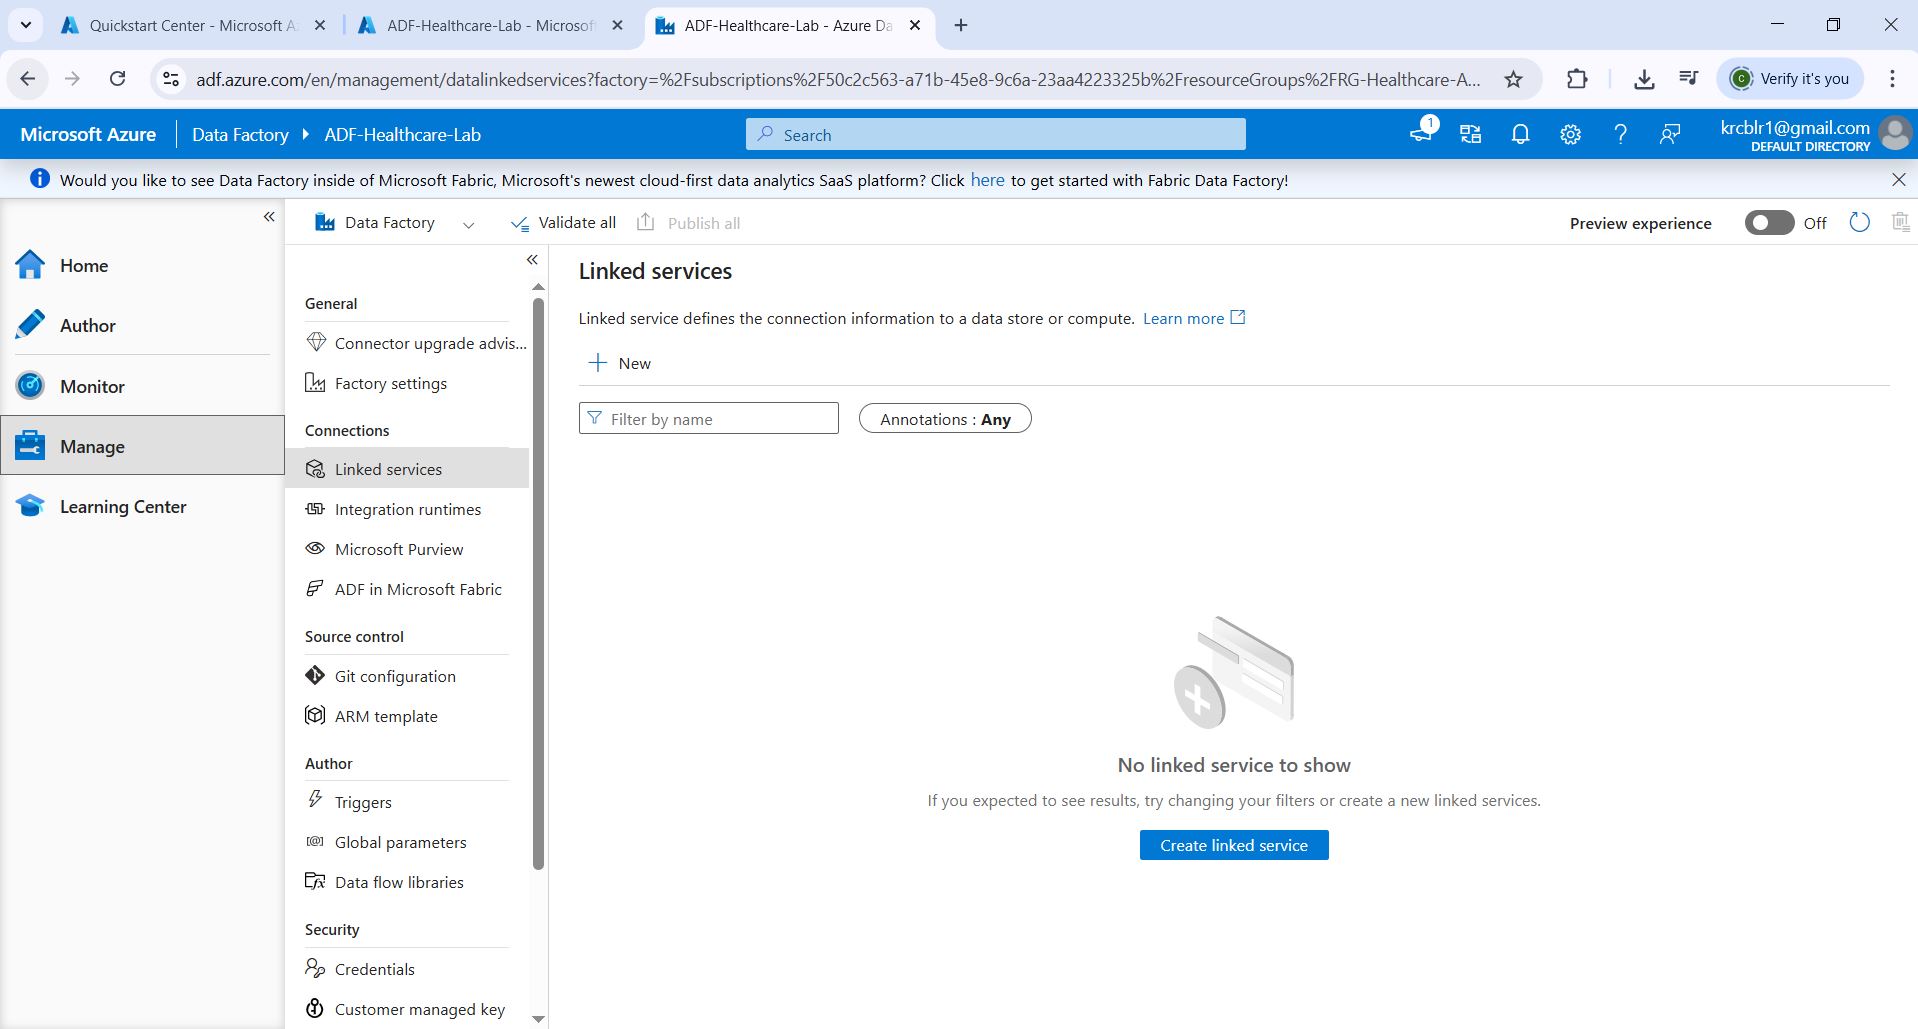 Quickstart Center - Microsoft Az
ADF-Healthcare-Lab - Microsoft
ADF-Healthcare-Lab - Azure Da
adf.azure.com/en/management/datalinkedservices?factory=%2Fsubscriptions%2F50c2c563-a71b-45e8-9c6a-23aa4223325b%2FresourceGroups%2FRG-Healthcare-A...
C
Verify it's you
Microsoft Azure
Data Factory
ADF-Healthcare-Lab
Search
1
?
krcblr1@gmail.com
DEFAULT DIRECTORY
Would you like to see Data Factory inside of Microsoft Fabric, Microsoft's newest cloud-first data analytics SaaS platform? Click here to get started with Fabric Data Factory!
Data Factory
Validate all
Publish all
Preview experience
Off
Home
Author
Monitor
Manage
Learning Center
General
Connector upgrade advis...
Factory settings
Connections
Linked services
Integration runtimes
Microsoft Purview
ADF in Microsoft Fabric
Source control
Git configuration
ARM template
Author
Triggers
Global parameters
Data flow libraries
Security
Credentials
Customer managed key
Linked services
Linked service defines the connection information to a data store or compute. Learn more
New
Filter by name
Annotations : Any
No linked service to show
If you expected to see results, try changing your filters or create a new linked services.
Create linked service